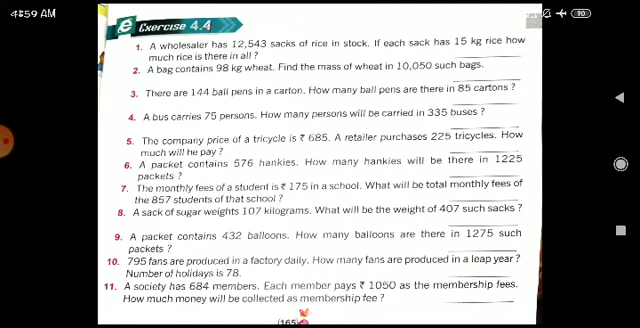 4:59 AM
90
e Exercise 4.4
1. A wholesaler has 12,543 sacks of rice in stock. If each sack has 15 kg rice how
much rice is there in all ?
2. A bag contains 98 kg wheat. Find the mass of wheat in 10,050 such bags.
3. There are 144 ball pens in a carton. How many ball pens are there in 85 cartons ?
4. A bus carries 75 persons. How many persons will be carried in 335 buses ?
5. The company price of a tricycle is ₹ 685. A retailer purchases 225 tricycles. How
much will he pay ?
6. A packet contains 576 hankies. How many hankies will be there in 1225
packets ?
7. The monthly fees of a student is ₹ 175 in a school. What will be total monthly fees of
the 857 students of that school ?
8. A sack of sugar weights 107 kilograms. What will be the weight of 407 such sacks ?
9. A packet contains 432 balloons. How many balloons are there in 1275 such
packets ?
10. 795 fans are produced in a factory daily. How many fans are produced in a leap year ?
Number of holidays is 78.
11. A society has 684 members. Each member pays ₹ 1050 as the membership fees.
How much money will be collected as membership fee ?
(165)